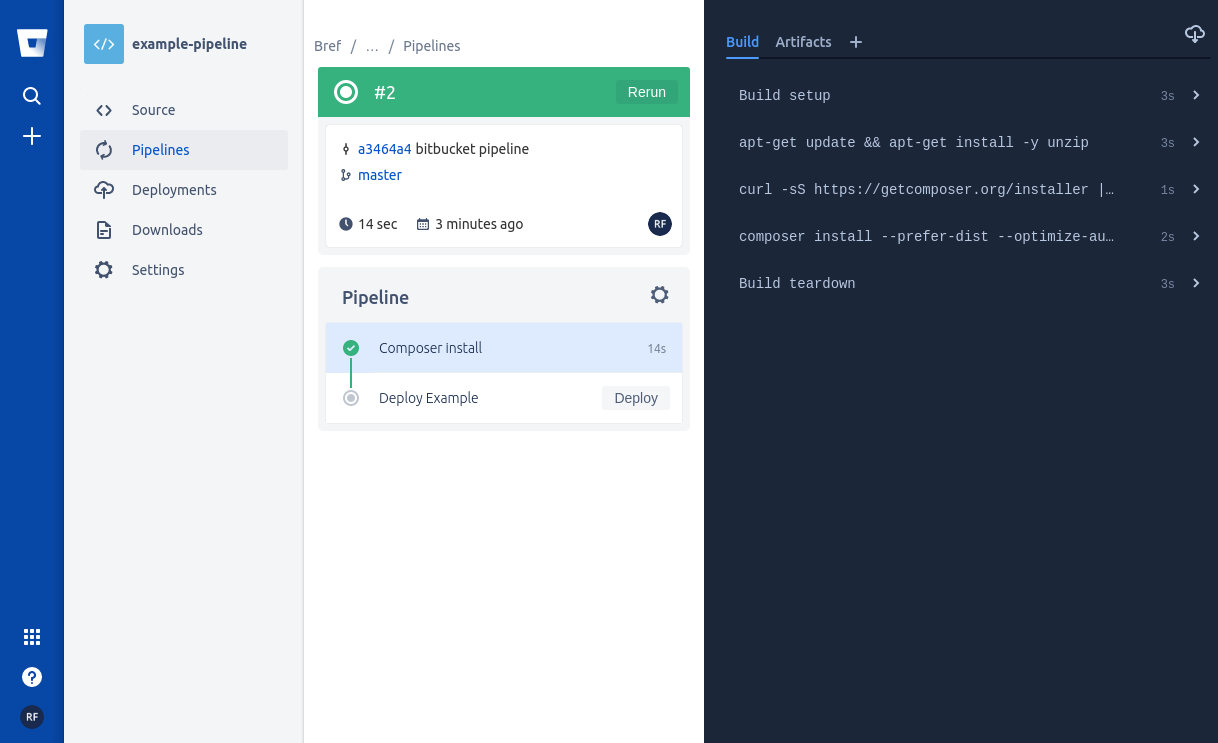 example-pipeline
Source
Pipelines
Deployments
Downloads
Settings
RF
Bref / … / Pipelines
#2 Rerun
a3464a4 bitbucket pipeline
master
14 sec 3 minutes ago RF
Pipeline
Composer install 14s
Deploy Example Deploy
Build Artifacts
Build setup 3s
apt-get update && apt-get install -y unzip 3s
curl -sS https://getcomposer.org/installer |… 1s
composer install --prefer-dist --optimize-au… 2s
Build teardown 3s